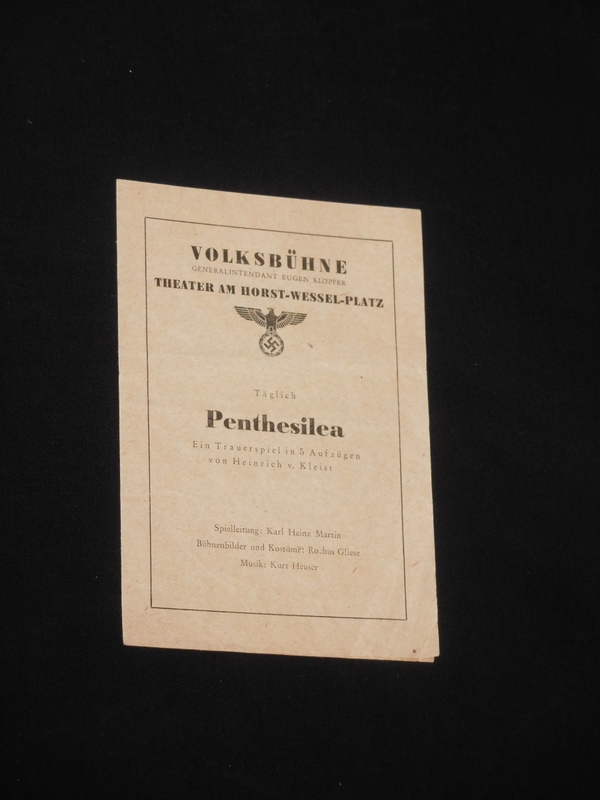 VOLKSBÜHNE
GENERALINTENDANT EUGEN KLÖPFER
THEATER AM HORST-WESSEL-PLATZ
Täglich
Penthesilea
Ein Trauerspiel in 5 Aufzügen
von Heinrich v. Kleist
Spielleitung: Karl Heinz Martin
Bühnenbilder und Kostüme: Rochus Gliese
Musik: Kurt Heuser